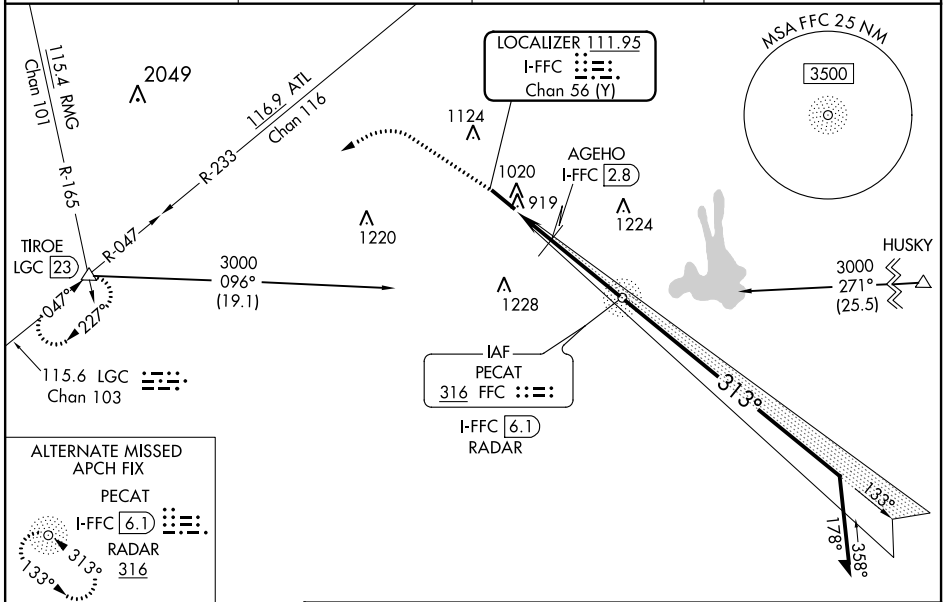 115.4 RMG
Chan 101
R-165
2049
116.9 ATL
Chan 116
R-233
R-047
LOCALIZER 111.95
I-FFC
Chan 56 (Y)
MSA FFC 25 NM
3500
1124
1020
919
AGEHO
I-FFC 2.8
1224
1220
1228
TIROE
LGC 23
3000
096°
(19.1)
047°
227°
115.6 LGC
Chan 103
HUSKY
3000
271°
(25.5)
IAF
PECAT
316 FFC
I-FFC 6.1
RADAR
313°
133°
178°
358°
ALTERNATE MISSED
APCH FIX
PECAT
I-FFC 6.1
RADAR
316
313°
133°